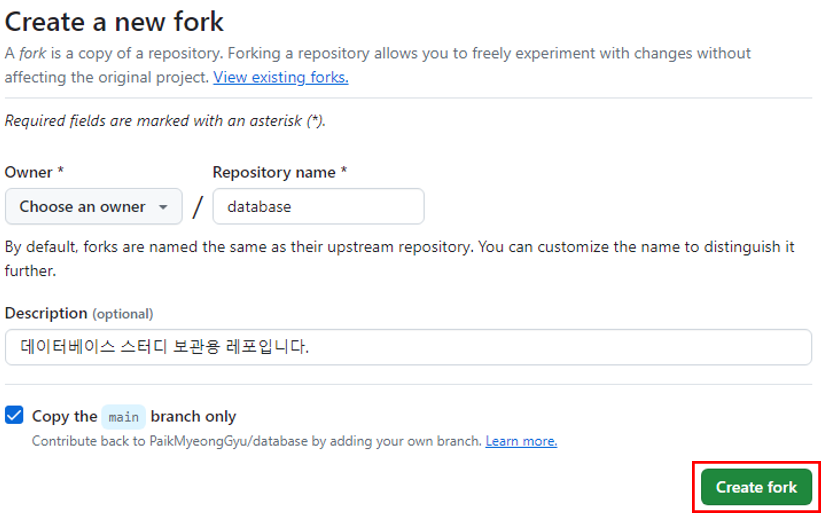 Create a new fork
A fork is a copy of a repository. Forking a repository allows you to freely experiment with changes without
affecting the original project. View existing forks.
Required fields are marked with an asterisk (*).
Owner * Repository name *
Choose an owner / database
By default, forks are named the same as their upstream repository. You can customize the name to distinguish it
further.
Description (optional)
데이터베이스 스터디 보관용 레포입니다.
Copy the main branch only
Contribute back to PaikMyeongGyu/database by adding your own branch. Learn more.
Create fork